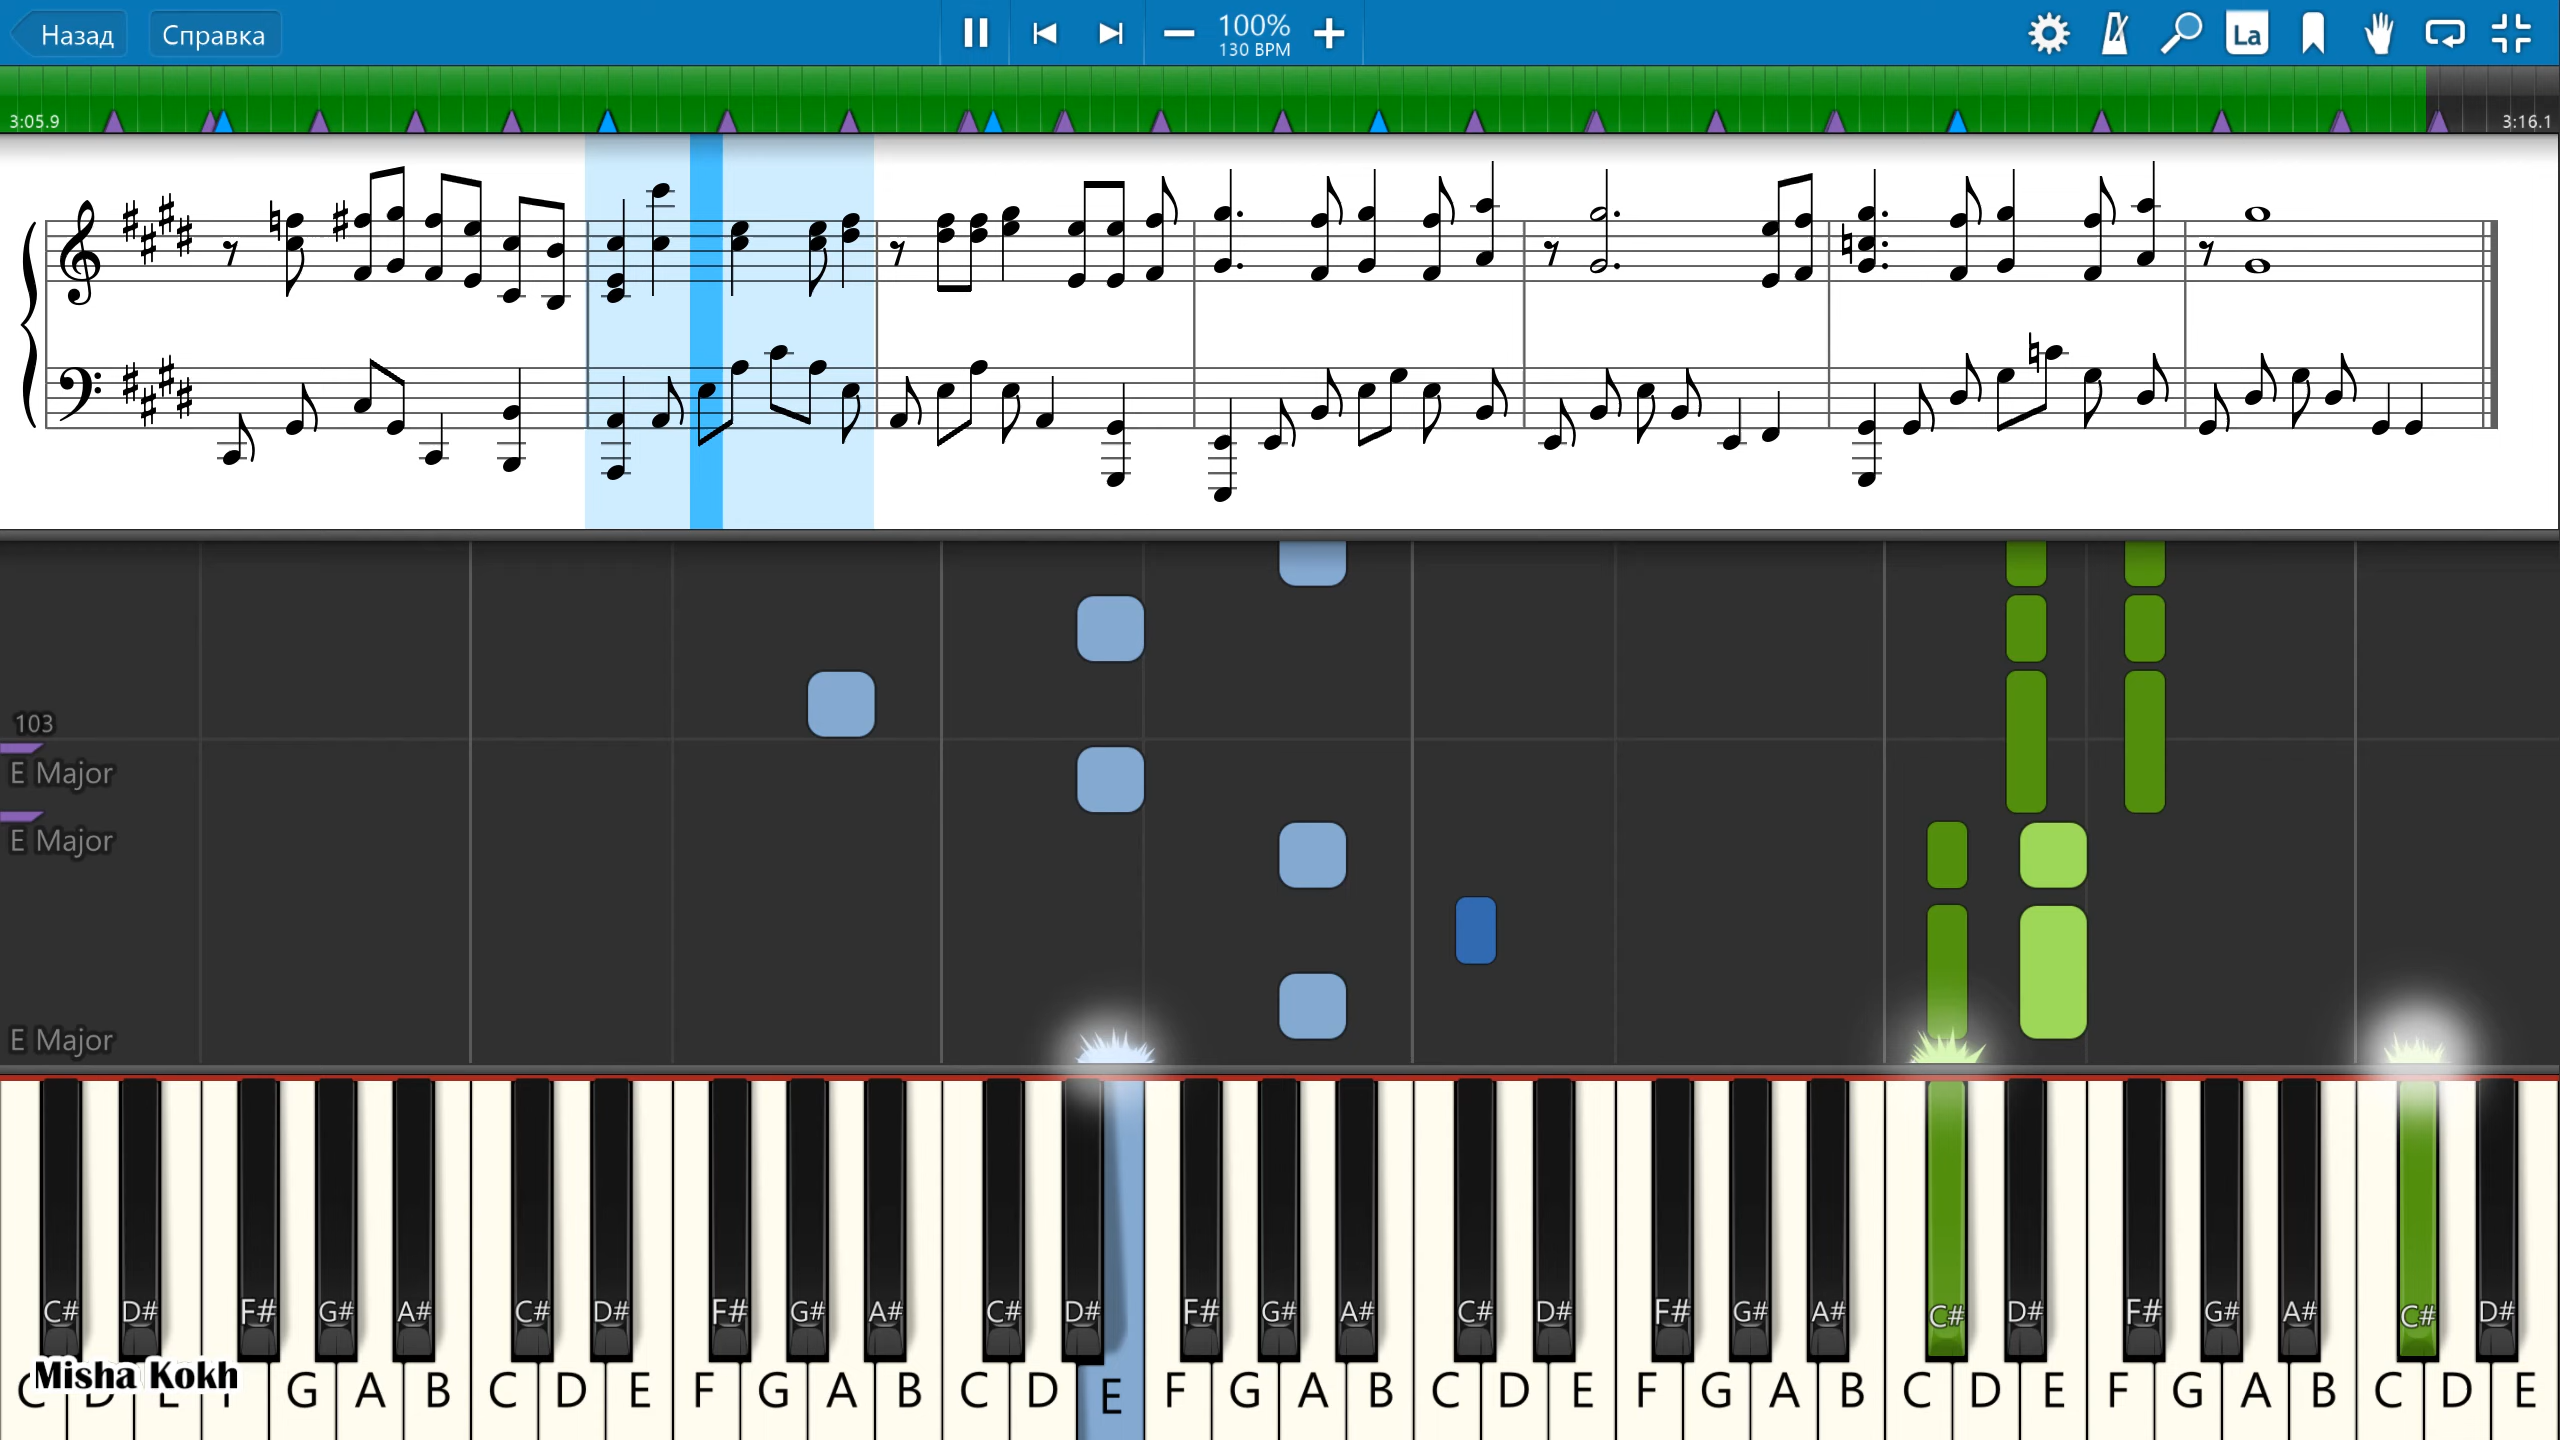 Назад Справка 100% La
130 BPM
3:05.9 3:16.1
103
E Major
E Major
E Major
C# D# F# G# A# C# D# F# G# A# C# D# F# G# A# C# D# F# G# A# C# D# F# G# A# C# D#
Misha Kokh
C D E F G A B C D E F G A B C D E F G A B C D E F G A B C D E F G A B C D E